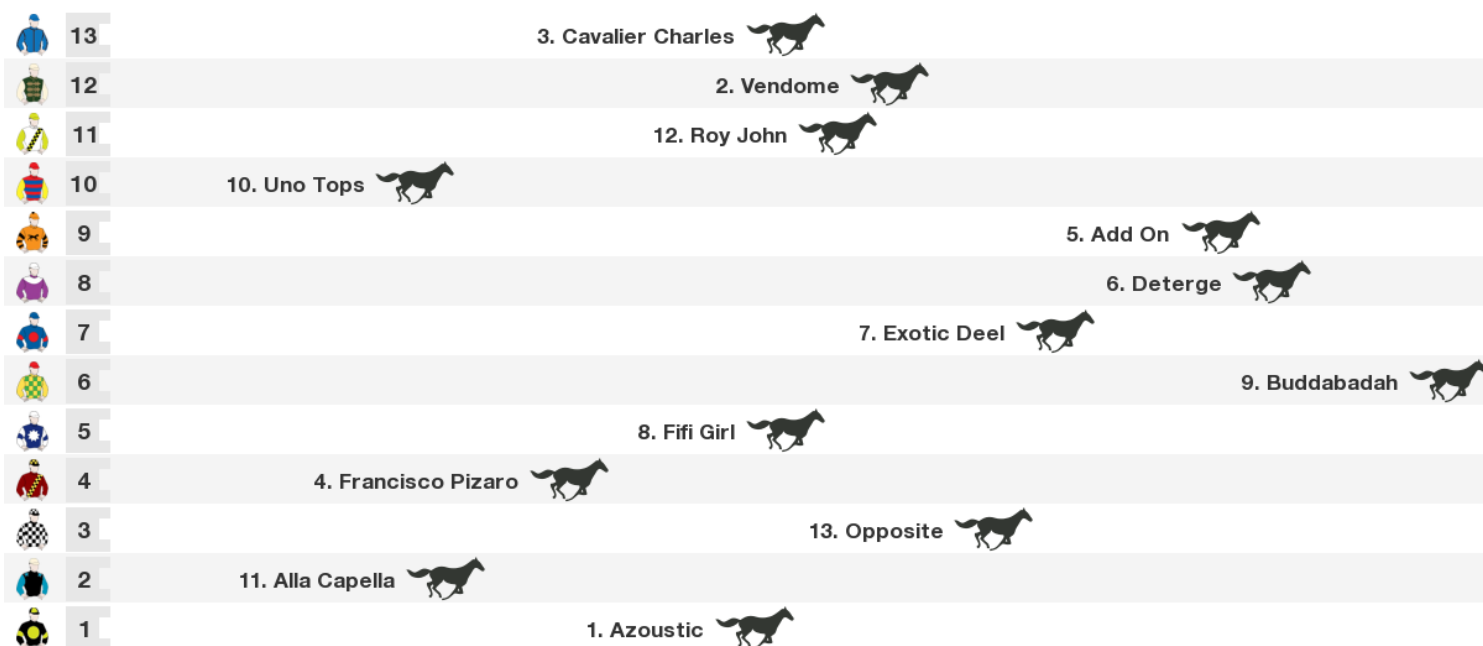 13 3. Cavalier Charles
12 2. Vendome
11 12. Roy John
10 10. Uno Tops
9 5. Add On
8 6. Deterge
7 7. Exotic Deel
6 9. Buddabadah
5 8. Fifi Girl
4 4. Francisco Pizaro
3 13. Opposite
2 11. Alla Capella
1 1. Azoustic